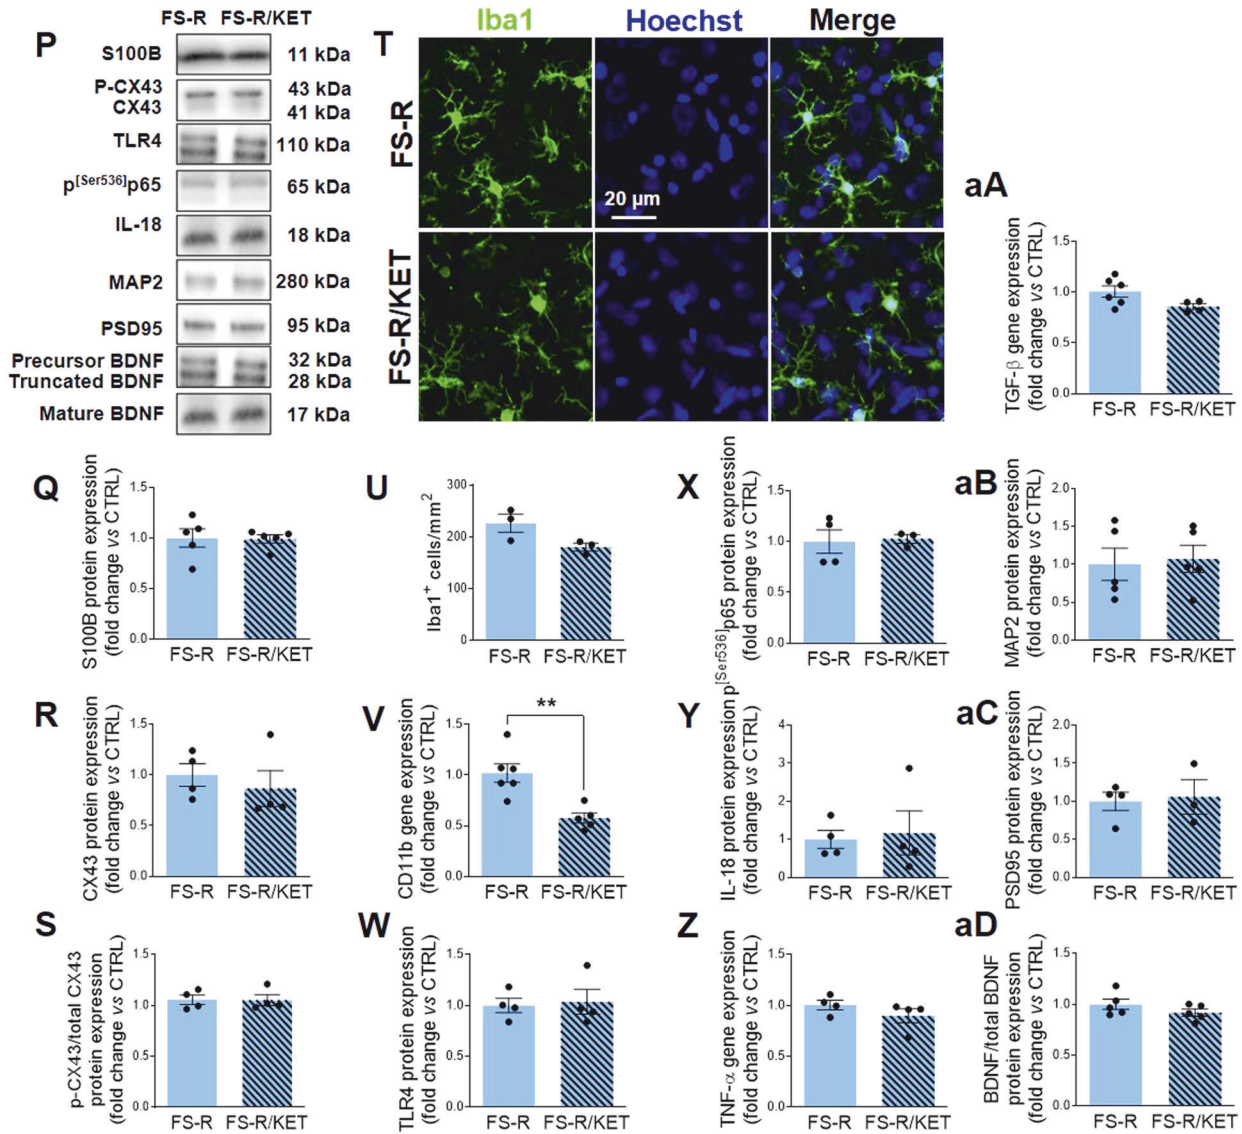 P
FS-R FS-R/KET
S100B 11 kDa
P-CX43 43 kDa
CX43 41 kDa
TLR4 110 kDa
p[Ser536]p65 65 kDa
IL-18 18 kDa
MAP2 280 kDa
PSD95 95 kDa
Precursor BDNF 32 kDa
Truncated BDNF 28 kDa
Mature BDNF 17 kDa
T
Iba1 Hoechst Merge
FS-R
20 µm
FS-R/KET
aA
TGF-β gene expression
(fold change vs CTRL)
1.5
1.0
0.5
0.0
FS-R FS-R/KET
Q
S100B protein expression
(fold change vs CTRL)
1.5
1.0
0.5
0.0
FS-R FS-R/KET
U
Iba1+ cells/mm2
300
200
100
0
FS-R FS-R/KET
X
p[Ser536]p65 protein expression
(fold change vs CTRL)
1.5
1.0
0.5
0.0
FS-R FS-R/KET
aB
MAP2 protein expression
(fold change vs CTRL)
2.0
1.5
1.0
0.5
0.0
FS-R FS-R/KET
R
CX43 protein expression
(fold change vs CTRL)
1.5
1.0
0.5
0.0
FS-R FS-R/KET
V
CD11b gene expression
(fold change vs CTRL)
1.5
1.0
0.5
0.0
**
FS-R FS-R/KET
Y
IL-18 protein expression
(fold change vs CTRL)
4
3
2
1
0
FS-R FS-R/KET
aC
PSD95 protein expression
(fold change vs CTRL)
2.0
1.5
1.0
0.5
0.0
FS-R FS-R/KET
S
p-CX43/total CX43
protein expression
(fold change vs CTRL)
1.5
1.0
0.5
0.0
FS-R FS-R/KET
W
TLR4 protein expression
(fold change vs CTRL)
1.5
1.0
0.5
0.0
FS-R FS-R/KET
Z
TNF-α gene expression
(fold change vs CTRL)
1.5
1.0
0.5
0.0
FS-R FS-R/KET
aD
BDNF/total BDNF
protein expression
(fold change vs CTRL)
1.5
1.0
0.5
0.0
FS-R FS-R/KET